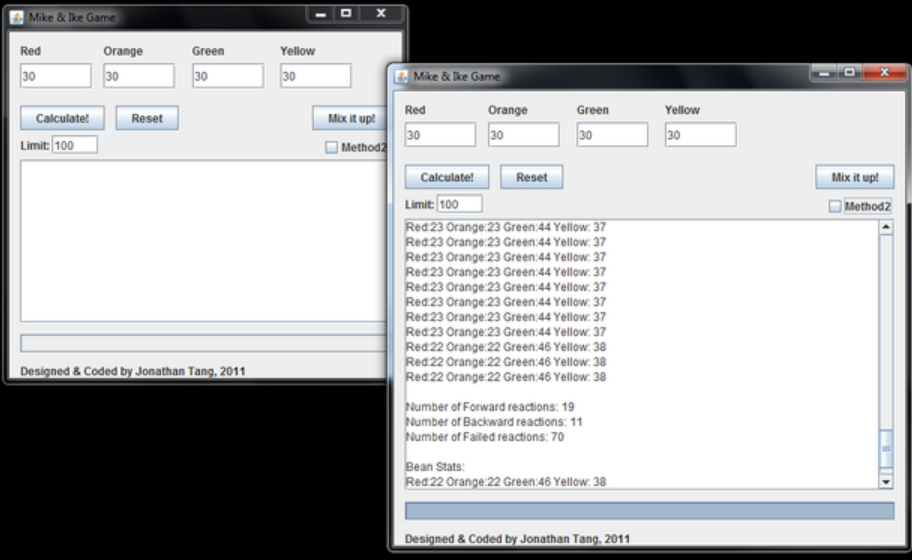 Mike & Ike Game
Red Orange Green Yellow
30 30 30 30
Calculate! Reset Mix it up!
Limit: 100 Method2
Designed & Coded by Jonathan Tang, 2011
Mike & Ike Game
Red Orange Green Yellow
30 30 30 30
Calculate! Reset Mix it up!
Limit: 100 Method2
Red:23 Orange:23 Green:44 Yellow: 37
Red:23 Orange:23 Green:44 Yellow: 37
Red:23 Orange:23 Green:44 Yellow: 37
Red:23 Orange:23 Green:44 Yellow: 37
Red:23 Orange:23 Green:44 Yellow: 37
Red:23 Orange:23 Green:44 Yellow: 37
Red:23 Orange:23 Green:44 Yellow: 37
Red:23 Orange:23 Green:44 Yellow: 37
Red:22 Orange:22 Green:46 Yellow: 38
Red:22 Orange:22 Green:46 Yellow: 38
Red:22 Orange:22 Green:46 Yellow: 38
Number of Forward reactions: 19
Number of Backward reactions: 11
Number of Failed reactions: 70
Bean Stats:
Red:22 Orange:22 Green:46 Yellow: 38
Designed & Coded by Jonathan Tang, 2011